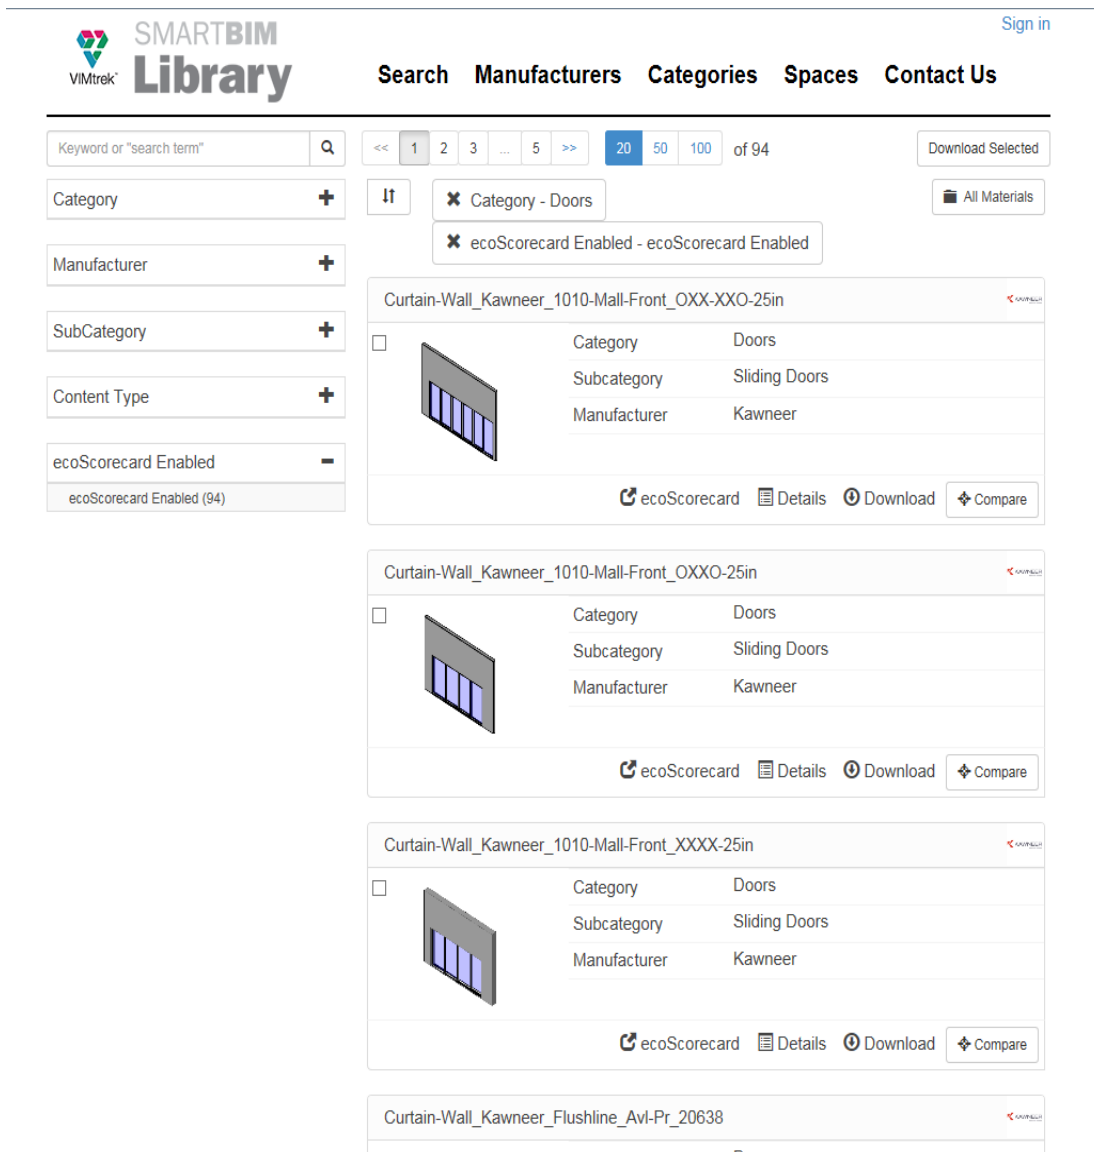 Sign in
VIMtrek
SMARTBIM
Library
Search Manufacturers Categories Spaces Contact Us
Keyword or "search term"
<< 1 2 3 ... 5 >> 20 50 100 of 94
Download Selected
Category
Category - Doors
All Materials
ecoScorecard Enabled - ecoScorecard Enabled
Manufacturer
SubCategory
Content Type
ecoScorecard Enabled
ecoScorecard Enabled (94)
Curtain-Wall_Kawneer_1010-Mall-Front_OXX-XXO-25in
KAWNEER
Category Doors
Subcategory Sliding Doors
Manufacturer Kawneer
ecoScorecard Details Download Compare
Curtain-Wall_Kawneer_1010-Mall-Front_OXXO-25in
KAWNEER
Category Doors
Subcategory Sliding Doors
Manufacturer Kawneer
ecoScorecard Details Download Compare
Curtain-Wall_Kawneer_1010-Mall-Front_XXXX-25in
KAWNEER
Category Doors
Subcategory Sliding Doors
Manufacturer Kawneer
ecoScorecard Details Download Compare
Curtain-Wall_Kawneer_Flushline_Avl-Pr_20638
KAWNEER